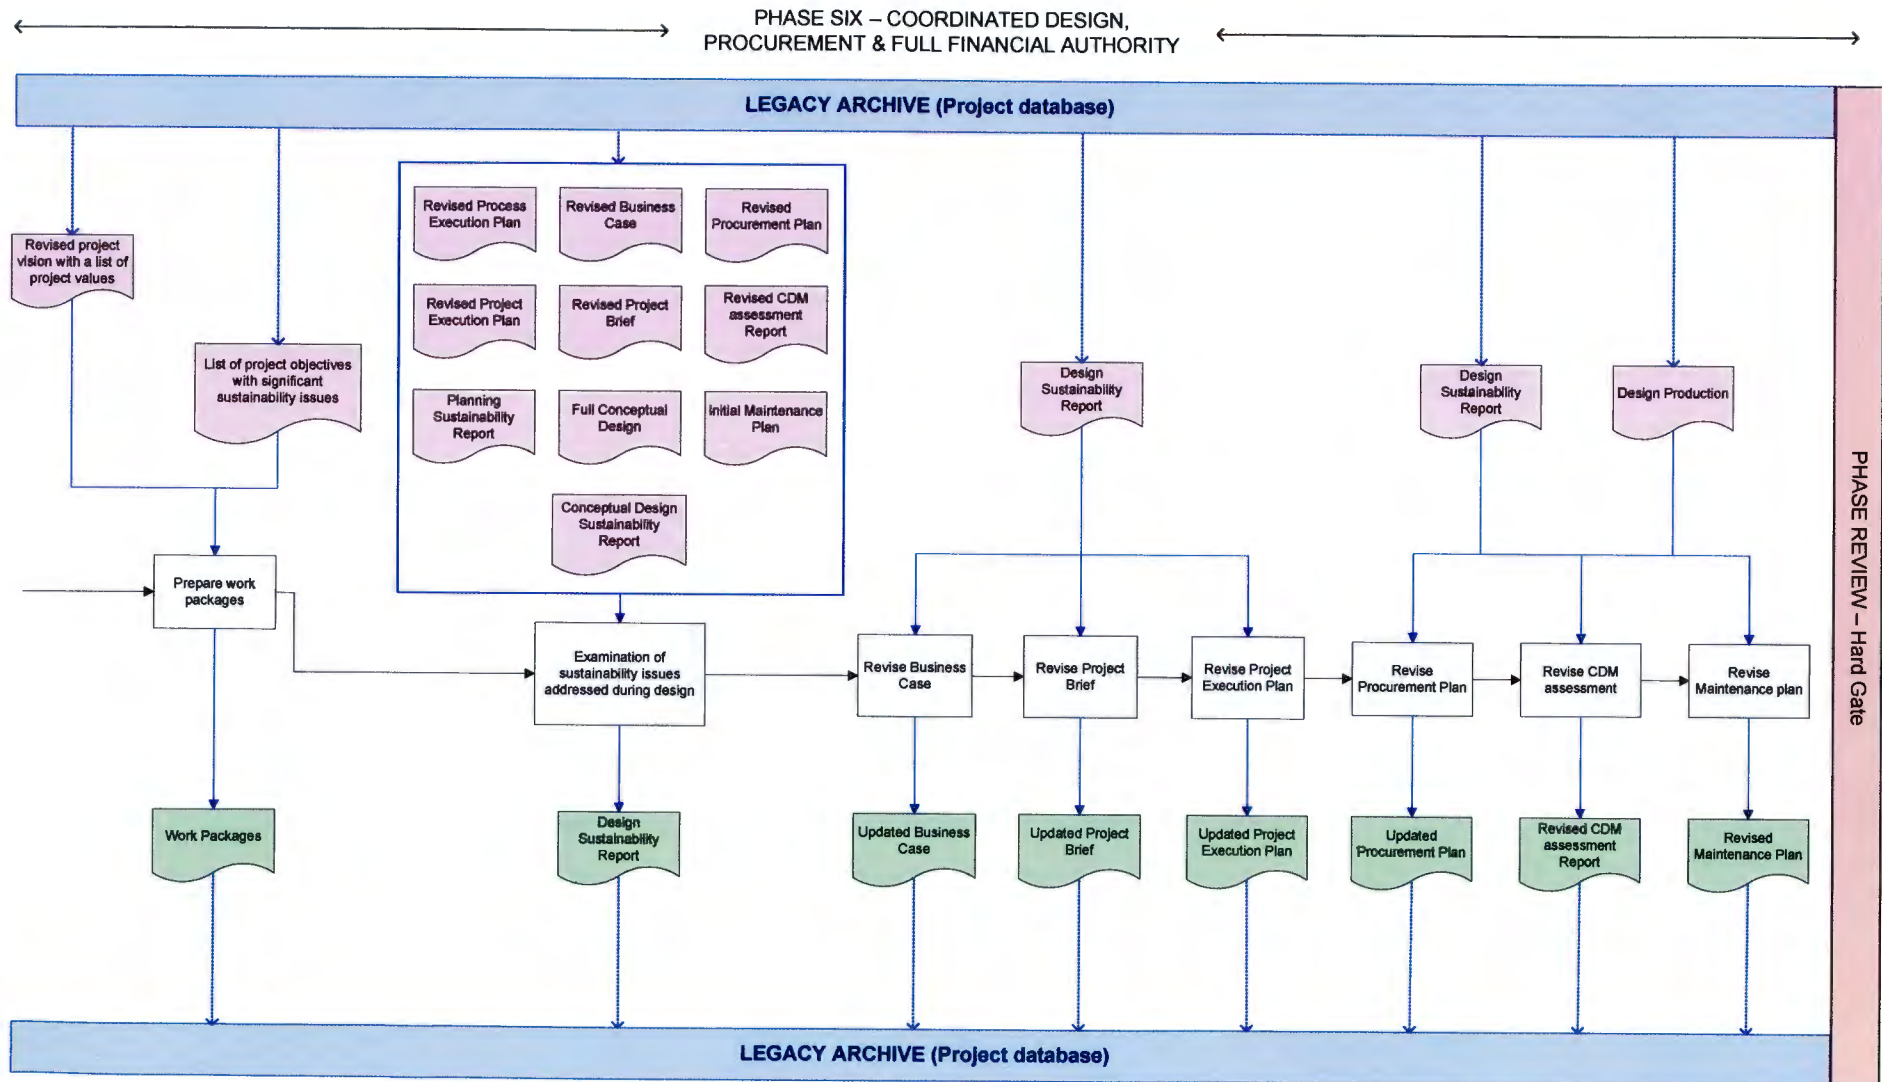 PHASE SIX – COORDINATED DESIGN,
PROCUREMENT & FULL FINANCIAL AUTHORITY
LEGACY ARCHIVE (Project database)
Revised project
vision with a list of
project values
List of project objectives
with significant
sustainability issues
Revised Process
Execution Plan
Revised Business
Case
Revised
Procurement Plan
Revised Project
Execution Plan
Revised Project
Brief
Revised CDM
assessment
Report
Planning
Sustainability
Report
Full Conceptual
Design
Initial Maintenance
Plan
Conceptual Design
Sustainability
Report
Design
Sustainability
Report
Design
Sustainability
Report
Design Production
Prepare work
packages
Examination of
sustainability issues
addressed during design
Revise Business
Case
Revise Project
Brief
Revise Project
Execution Plan
Revise
Procurement Plan
Revise CDM
assessment
Revise
Maintenance plan
Work Packages
Design
Sustainability
Report
Updated Business
Case
Updated Project
Brief
Updated Project
Execution Plan
Updated
Procurement Plan
Revised CDM
assessment
Report
Revised
Maintenance Plan
LEGACY ARCHIVE (Project database)
PHASE REVIEW – Hard Gate